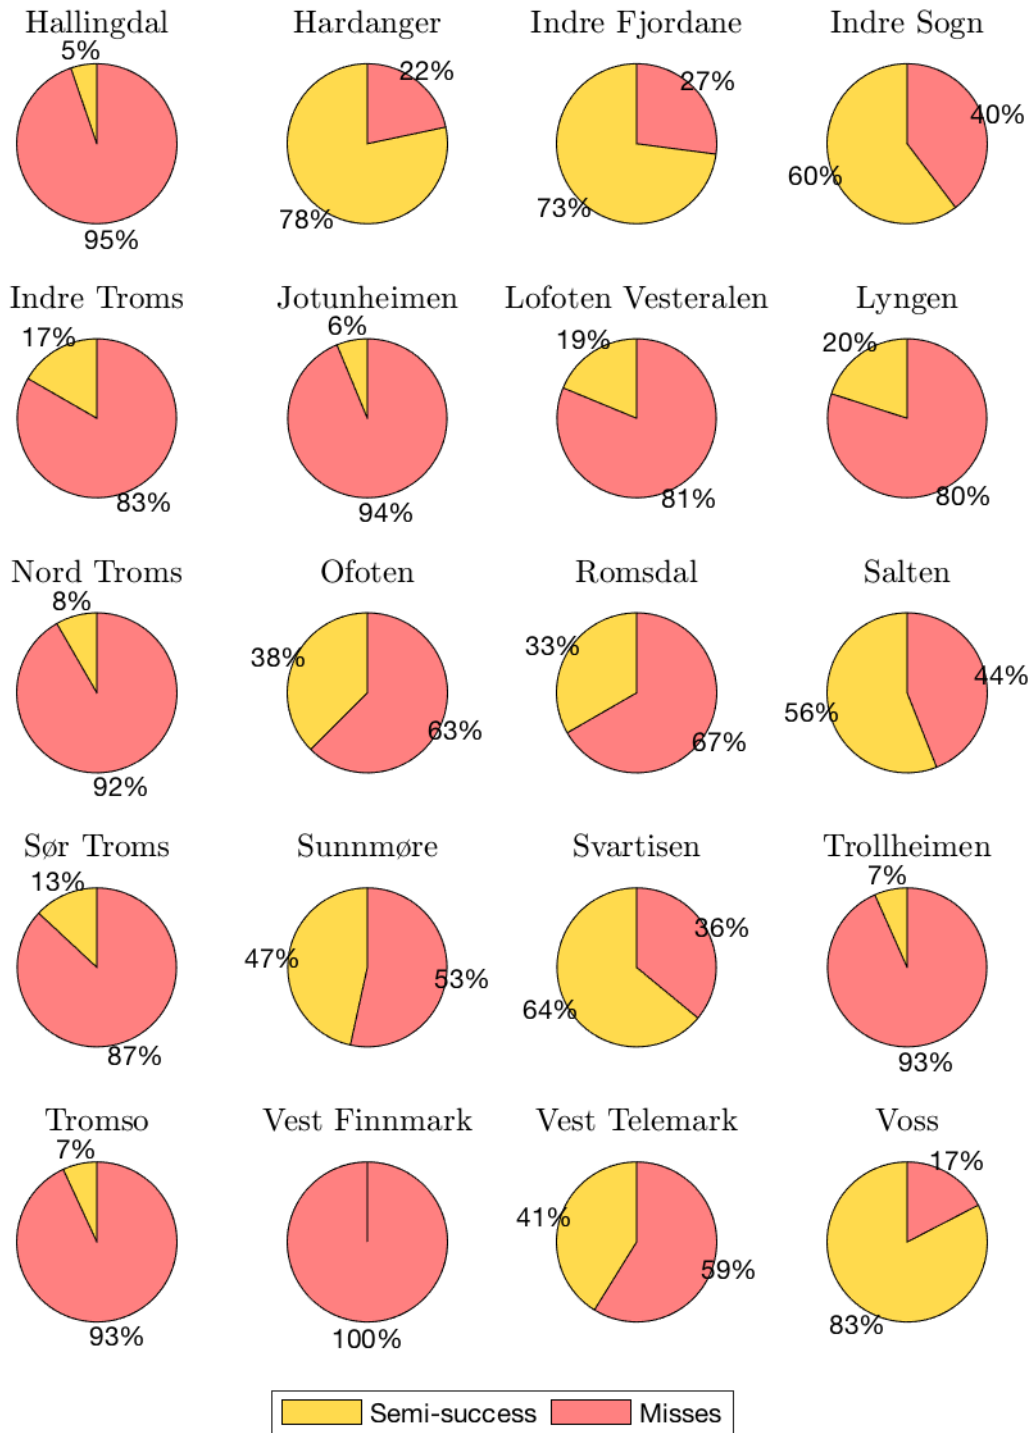 Hallingdal Hardanger Indre Fjordane Indre Sogn
5% 22% 27% 40%
95% 78% 73% 60%
Indre Troms Jotunheimen Lofoten Vesteralen Lyngen
17% 6% 19% 20%
83% 94% 81% 80%
Nord Troms Ofoten Romsdal Salten
8% 38% 33% 44%
92% 63% 67% 56%
Sør Troms Sunnmøre Svartisen Trollheimen
13% 47% 36% 7%
87% 53% 64% 93%
Tromso Vest Finnmark Vest Telemark Voss
7% 41% 17%
93% 100% 59% 83%
Semi-success Misses